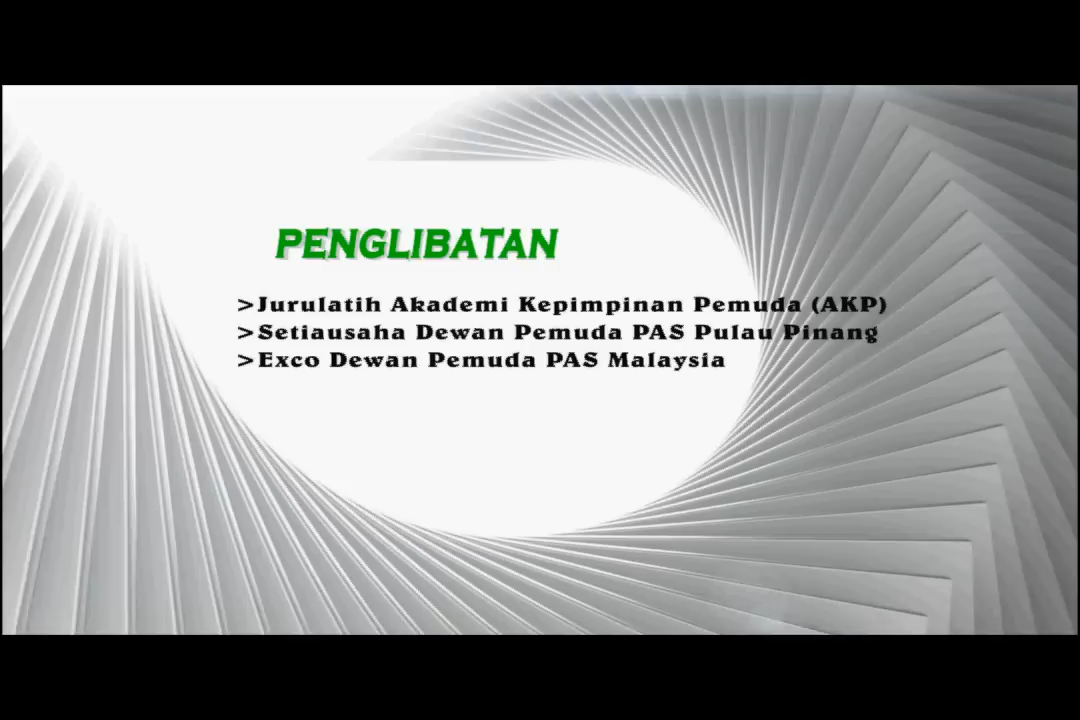 PENGLIBATAN
>Jurulatih Akademi Kepimpinan Pemuda (AKP)
>Setiausaha Dewan Pemuda PAS Pulau Pinang
>Exco Dewan Pemuda PAS Malaysia